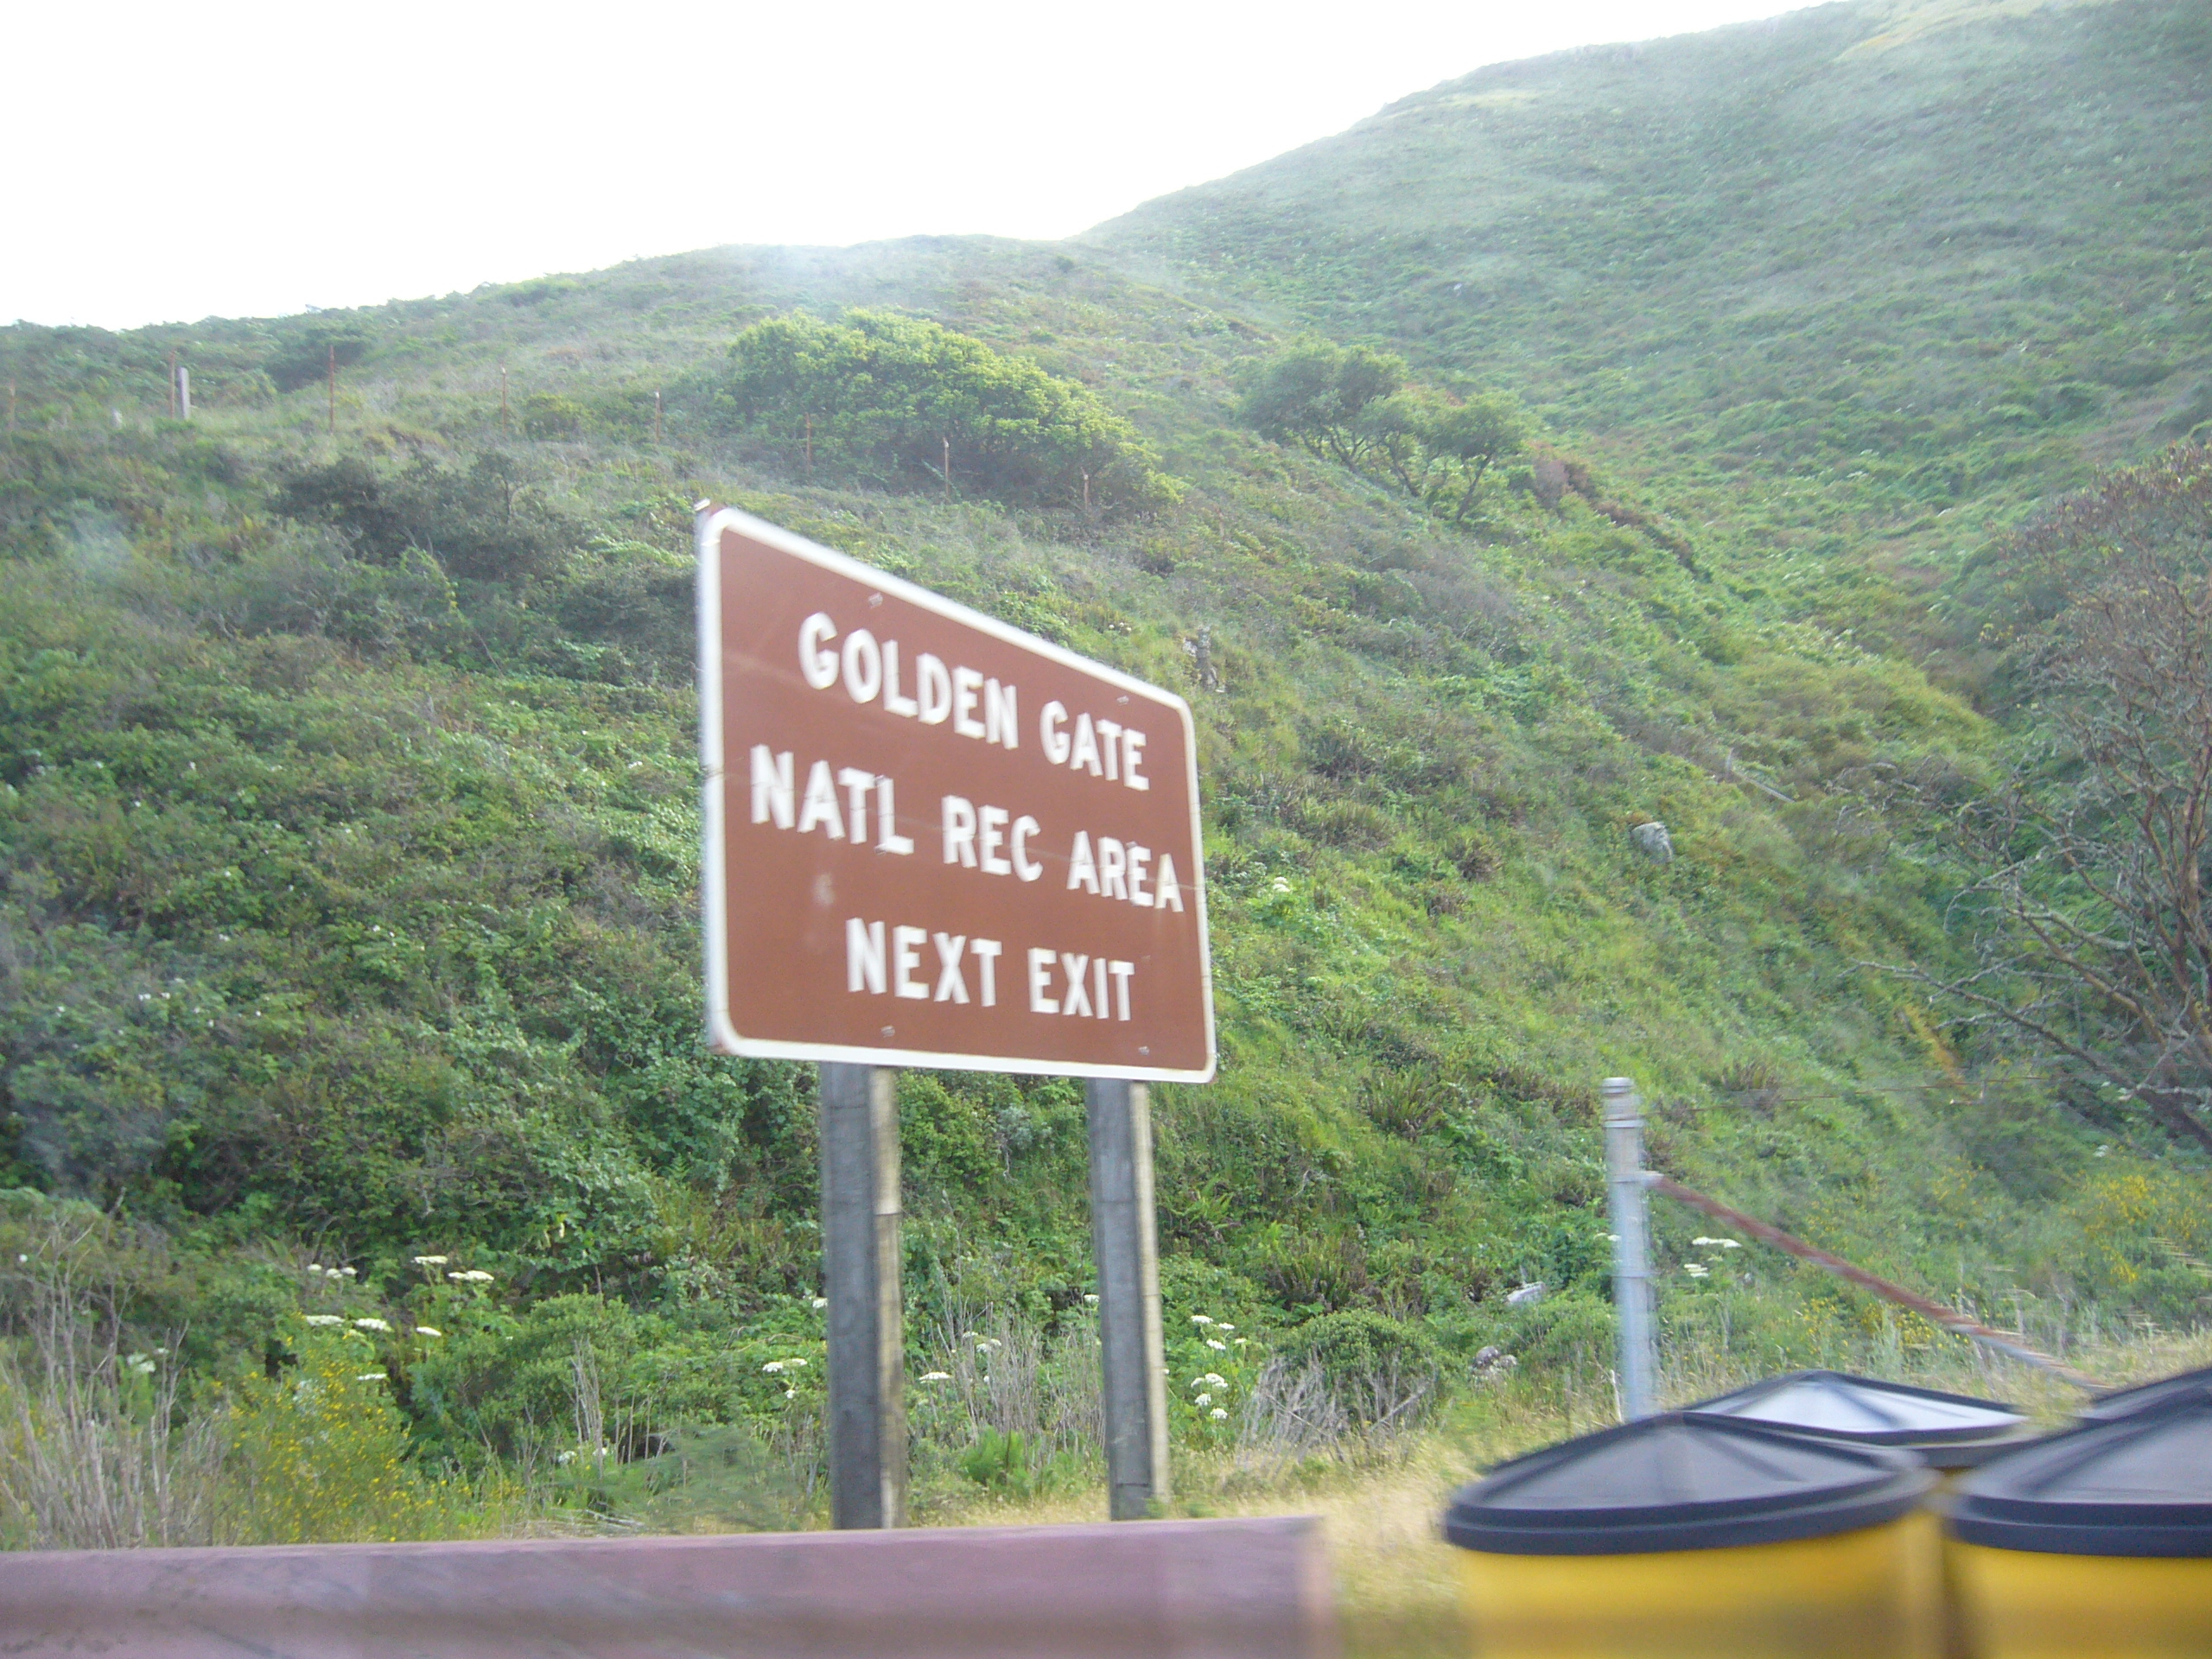 GOLDEN GATE
NATL REC AREA
NEXT EXIT